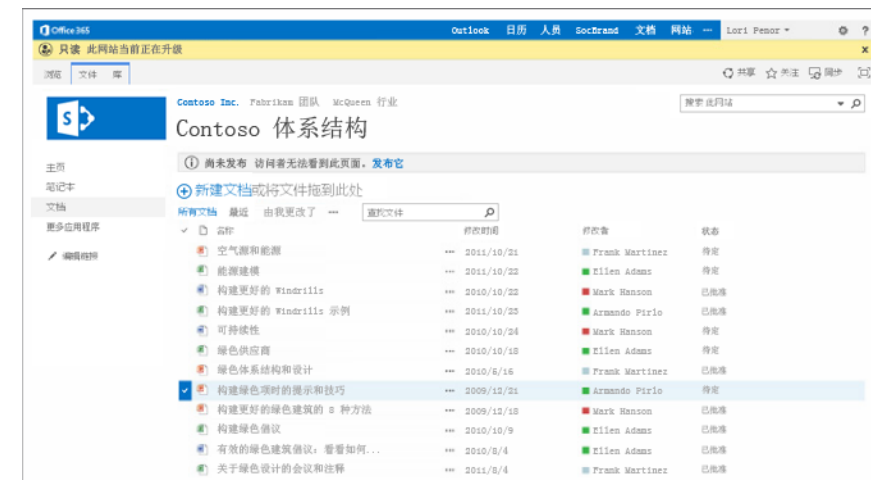 Office 365 Outlook 日历 人员 SocBrand 文档 网站 ··· Lori Penor ?
只读 此网站当前正在升级 x
浏览 文件 库 共享 关注 同步
Contoso Inc. Fabrikam 团队 McQueen 行业 搜索此网站
S
Contoso 体系结构
尚未发布 访问者无法看到此页面。发布它
主页
笔记本
文档
更多应用程序
编辑链接
新建文档或将文件拖到此处
所有文档 最近 由我更改了 ··· 查找文件
名称 修改时间 修改者 状态
空气源和能源 ··· 2011/10/21 Frank Martinez 待定
能源建模 ··· 2011/10/22 Ellen Adams 待定
构建更好的 Windrills ··· 2010/10/22 Mark Hanson 已批准
构建更好的 Windrills 示例 ··· 2011/10/23 Armando Pirlo 已批准
可持续性 ··· 2010/10/24 Mark Hanson 待定
绿色供应商 ··· 2010/10/18 Ellen Adams 待定
绿色体系结构和设计 ··· 2010/6/16 Frank Martinez 已批准
构建绿色项时的提示和技巧 ··· 2009/12/21 Armando Pirlo 待定
构建更好的绿色建筑的 8 种方法 ··· 2009/12/18 Mark Hanson 已批准
构建绿色倡议 ··· 2010/10/9 Ellen Adams 已批准
有效的绿色建筑倡议：看看如何... ··· 2010/8/4 Ellen Adams 已批准
关于绿色设计的会议和注释 ··· 2011/8/4 Frank Martinez 已批准